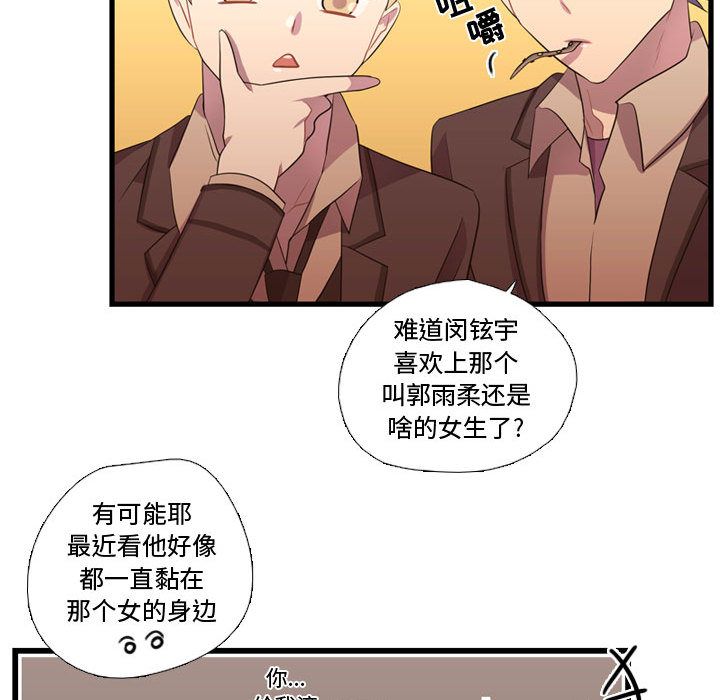 咀嚼
难道闵铉宇
喜欢上那个
叫郭雨柔还是
啥的女生了?
有可能耶
最近看他好像
都一直黏在
那个女的身边
你...